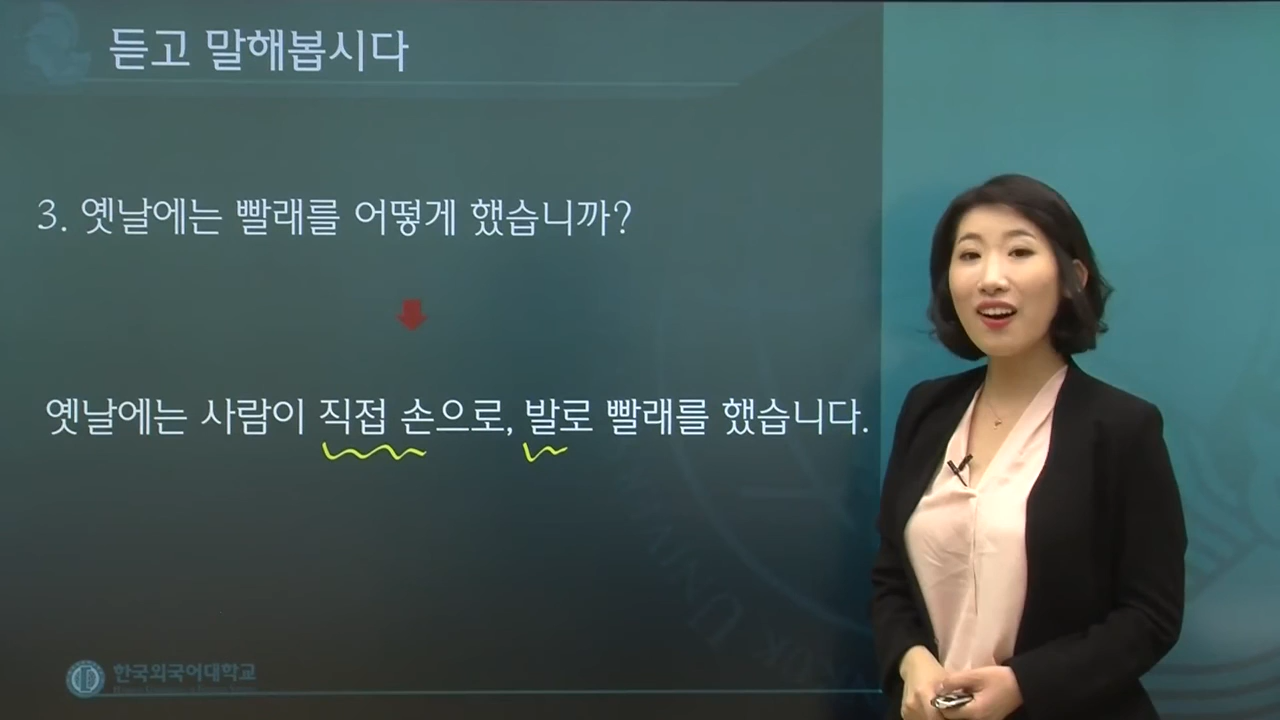 듣고 말해봅시다
3. 옛날에는 빨래를 어떻게 했습니까?
옛날에는 사람이 직접 손으로, 발로 빨래를 했습니다.
한국외국어대학교